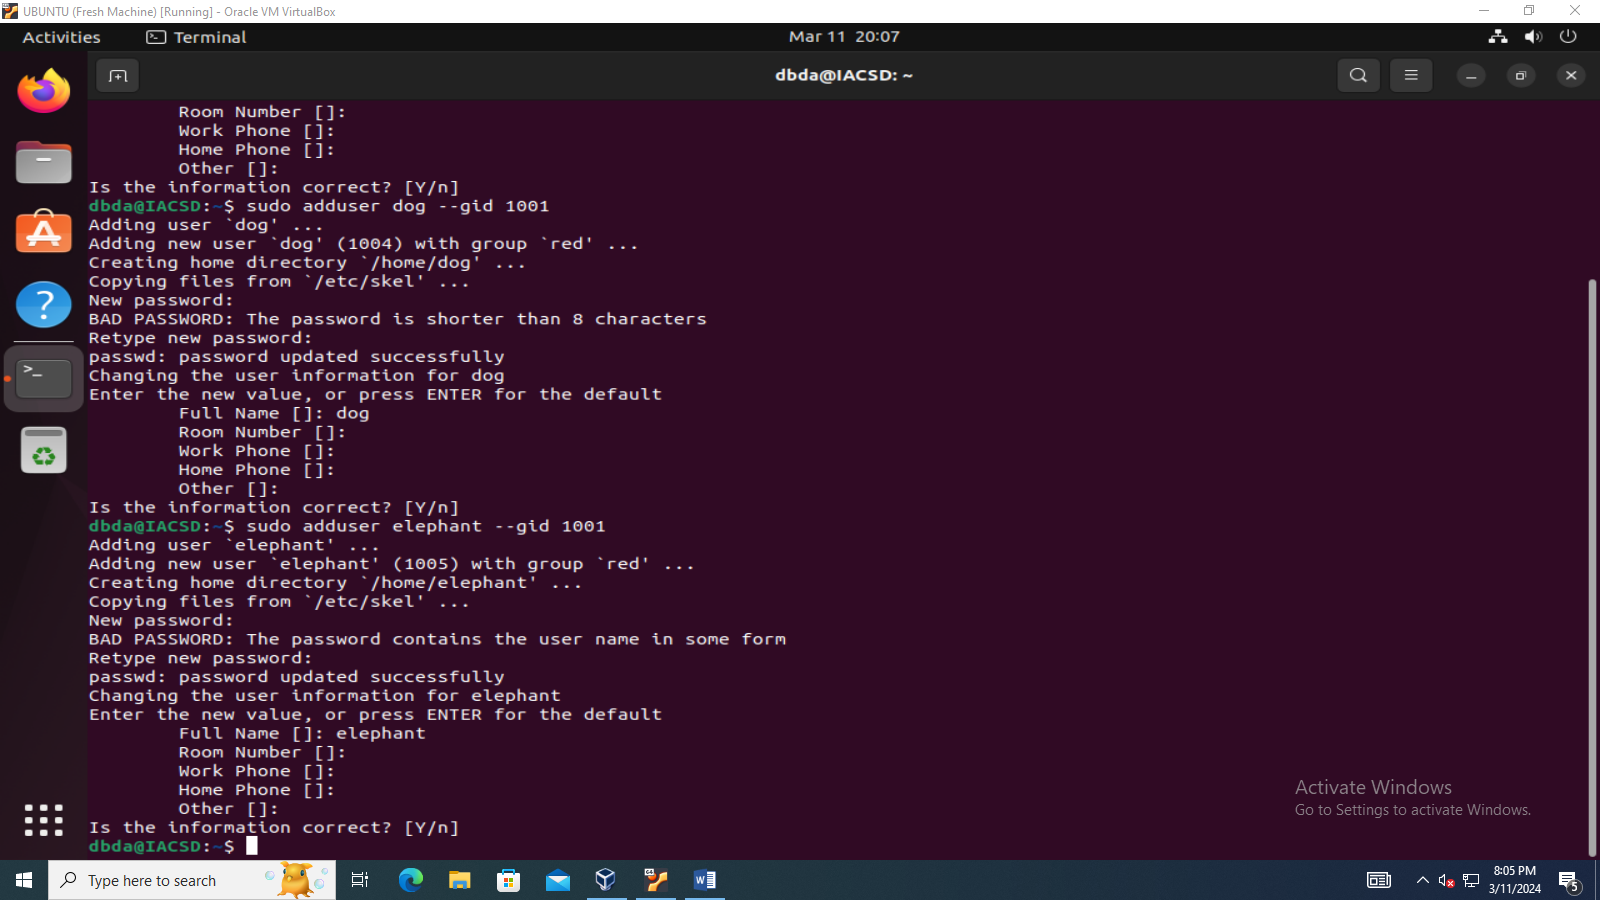 UBUNTU (Fresh Machine) [Running] - Oracle VM VirtualBox
Activities Terminal Mar 11 20:07
dbda@IACSD: ~
Room Number []:
Work Phone []:
Home Phone []:
Other []:
Is the information correct? [Y/n]
dbda@IACSD:~$ sudo adduser dog --gid 1001
Adding user `dog' ...
Adding new user `dog' (1004) with group `red' ...
Creating home directory `/home/dog' ...
Copying files from `/etc/skel' ...
New password:
BAD PASSWORD: The password is shorter than 8 characters
Retype new password:
passwd: password updated successfully
Changing the user information for dog
Enter the new value, or press ENTER for the default
Full Name []: dog
Room Number []:
Work Phone []:
Home Phone []:
Other []:
Is the information correct? [Y/n]
dbda@IACSD:~$ sudo adduser elephant --gid 1001
Adding user `elephant' ...
Adding new user `elephant' (1005) with group `red' ...
Creating home directory `/home/elephant' ...
Copying files from `/etc/skel' ...
New password:
BAD PASSWORD: The password contains the user name in some form
Retype new password:
passwd: password updated successfully
Changing the user information for elephant
Enter the new value, or press ENTER for the default
Full Name []: elephant
Room Number []:
Work Phone []:
Home Phone []:
Other []:
Is the information correct? [Y/n]
dbda@IACSD:~$
Activate Windows
Go to Settings to activate Windows.
Type here to search
8:05 PM
3/11/2024
5